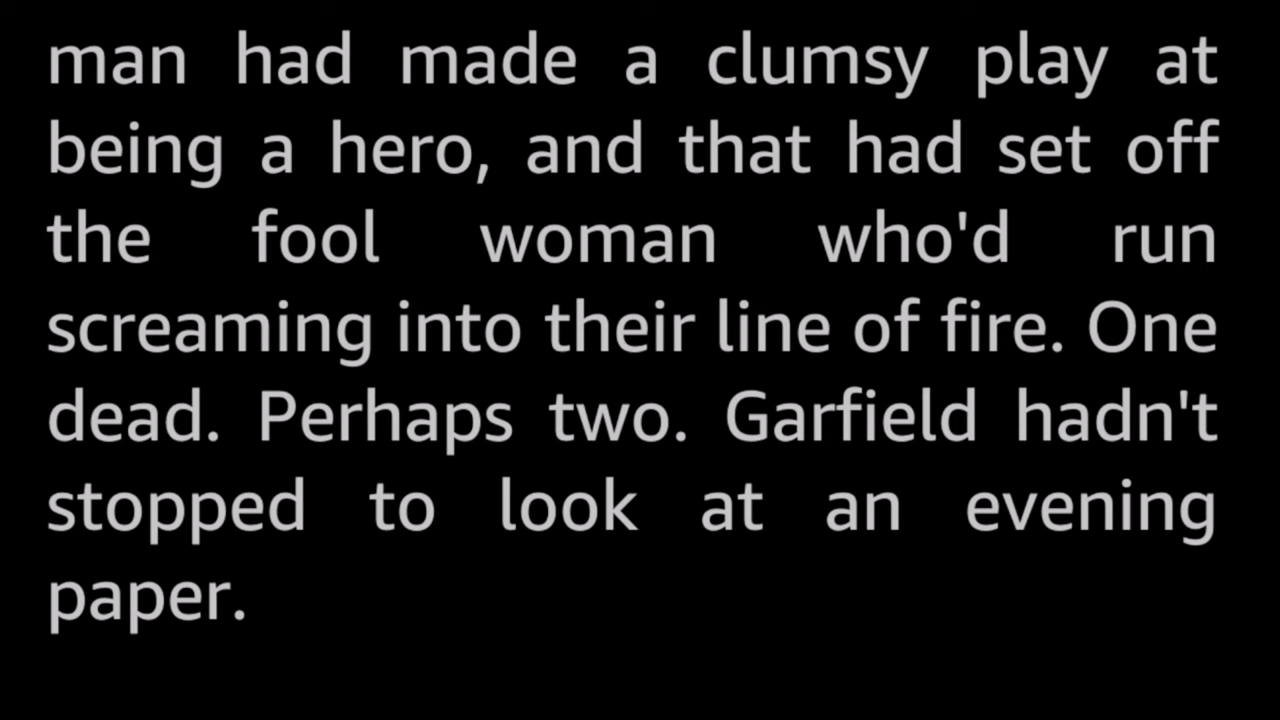 man had made a clumsy play at
being a hero, and that had set off
the fool woman who'd run
screaming into their line of fire. One
dead. Perhaps two. Garfield hadn't
stopped to look at an evening
paper.